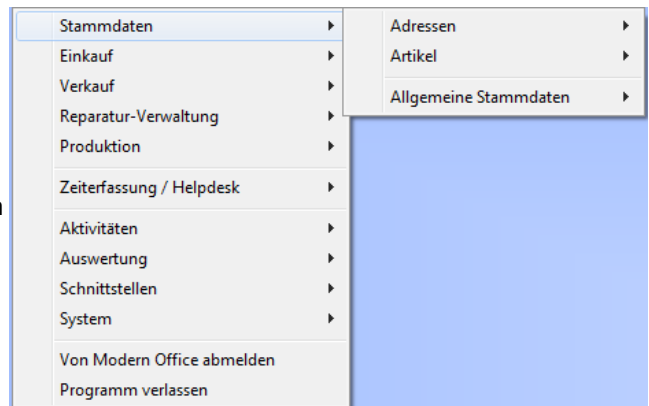 Stammdaten
Einkauf
Verkauf
Reparatur-Verwaltung
Produktion
Zeiterfassung / Helpdesk
Aktivitäten
Auswertung
Schnittstellen
System
Von Modern Office abmelden
Programm verlassen
Adressen
Artikel
Allgemeine Stammdaten